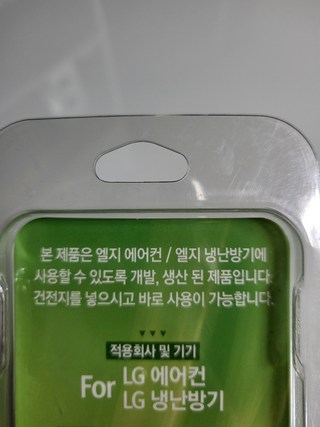 본 제품은 엘지 에어컨 / 엘지 냉난방기에
사용할 수 있도록 개발, 생산 된 제품입니다.
건전지를 넣으시고 바로 사용이 가능합니다.
적용회사 및 기기
For LG 에어컨
LG 냉난방기